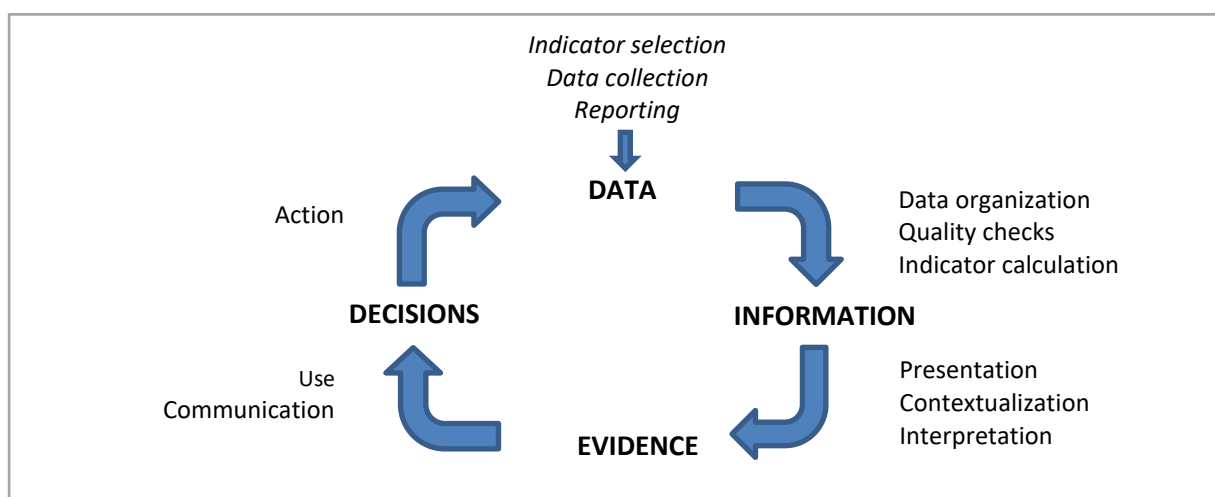 Indicator selection
Data collection
Reporting
DATA
Action
Data organization
Quality checks
Indicator calculation
DECISIONS
INFORMATION
Use
Communication
Presentation
Contextualization
Interpretation
EVIDENCE